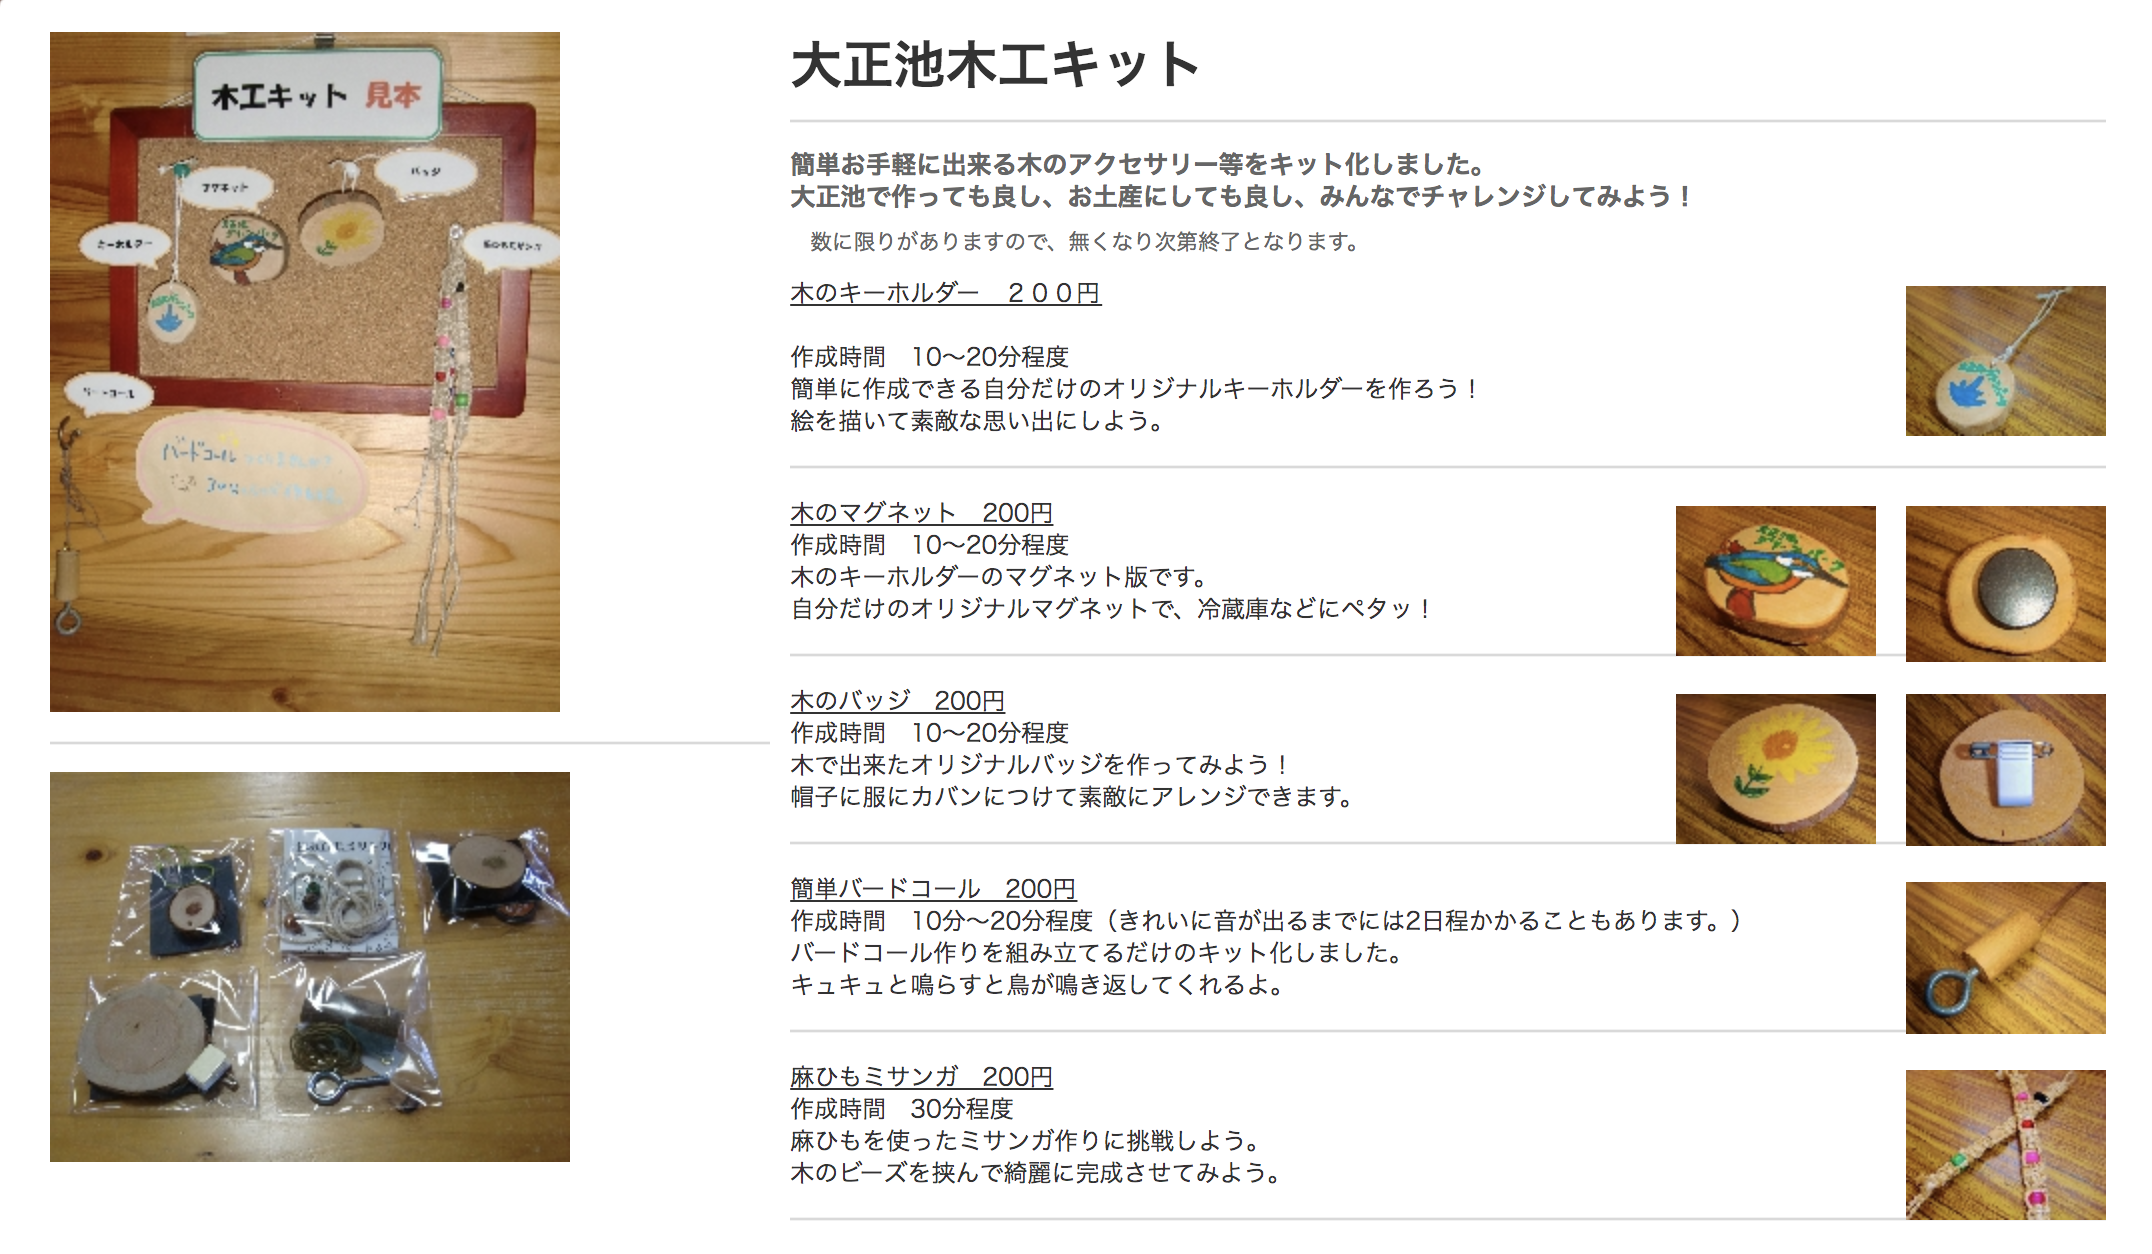 木工キット 見本
マグネット
バッジ
キーホルダー
バードコール
バードコール
大正池木工キット
簡単お手軽に出来る木のアクセサリー等をキット化しました。
大正池で作っても良し、お土産にしても良し、みんなでチャレンジしてみよう！
数に限りがありますので、無くなり次第終了となります。
木のキーホルダー　２００円
作成時間　10〜20分程度
簡単に作成できる自分だけのオリジナルキーホルダーを作ろう！
絵を描いて素敵な思い出にしよう。
木のマグネット　200円
作成時間　10〜20分程度
木のキーホルダーのマグネット版です。
自分だけのオリジナルマグネットで、冷蔵庫などにペタッ！
木のバッジ　200円
作成時間　10〜20分程度
木で出来たオリジナルバッジを作ってみよう！
帽子に服にカバンにつけて素敵にアレンジできます。
簡単バードコール　200円
作成時間　10分〜20分程度（きれいに音が出るまでには2日程かかることもあります。）
バードコール作りを組み立てるだけのキット化しました。
キュキュと鳴らすと鳥が鳴き返してくれるよ。
麻ひもミサンガ　200円
作成時間　30分程度
麻ひもを使ったミサンガ作りに挑戦しよう。
木のビーズを挟んで綺麗に完成させてみよう。